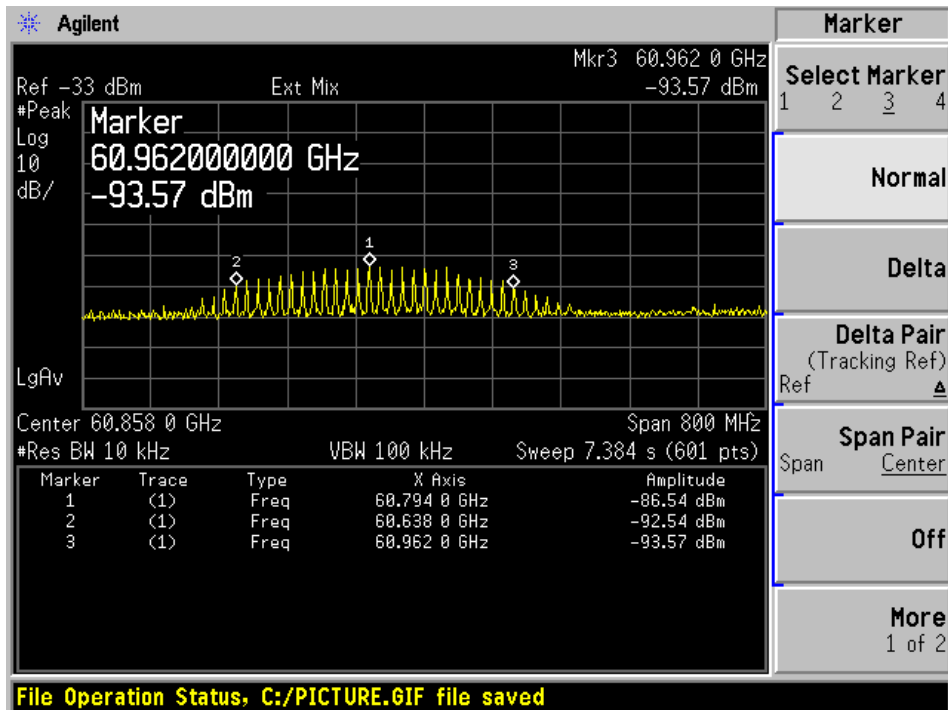 Agilent
Marker
Mkr3 60.962 0 GHz
Ref -33 dBm Ext Mix -93.57 dBm
#Peak
Log
10
dB/
Marker
60.962000000 GHz
-93.57 dBm
1
2
3
LgAv
Center 60.858 0 GHz Span 800 MHz
#Res BW 10 kHz VBW 100 kHz Sweep 7.384 s (601 pts)
Marker Trace Type X Axis Amplitude
1 (1) Freq 60.794 0 GHz -86.54 dBm
2 (1) Freq 60.638 0 GHz -92.54 dBm
3 (1) Freq 60.962 0 GHz -93.57 dBm
Select Marker
1 2 3 4
Normal
Delta
Delta Pair
(Tracking Ref)
Ref Δ
Span Pair
Span Center
Off
More
1 of 2
File Operation Status, C:/PICTURE.GIF file saved